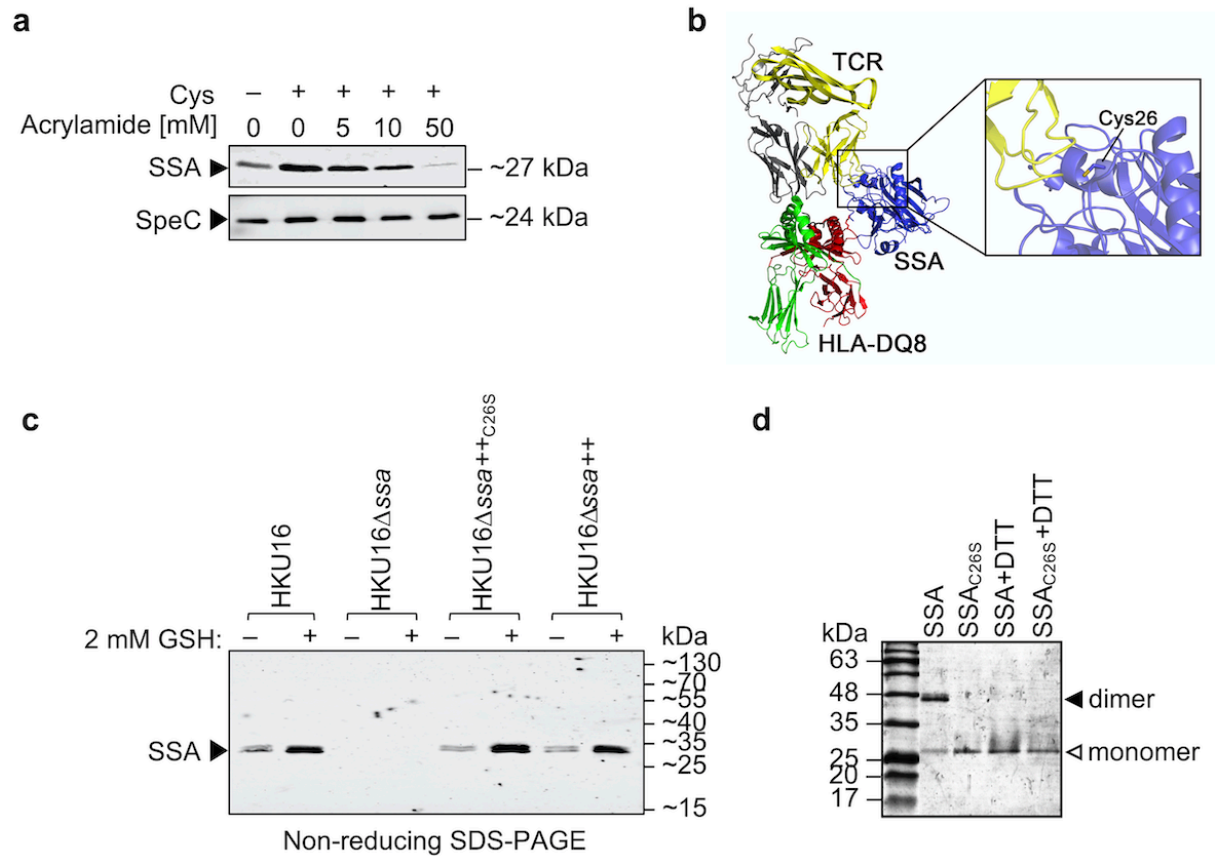 a
Cys – + + + +
Acrylamide [mM] 0 0 5 10 50
SSA ~27 kDa
SpeC ~24 kDa
b
TCR
Cys26
SSA
HLA-DQ8
c
HKU16
HKU16Δssa
HKU16Δssa++C26S
HKU16Δssa++
2 mM GSH: – + – + – + – + kDa
~130
~70
~55
~40
~35
SSA
~25
~15
Non-reducing SDS-PAGE
d
SSA
SSAC26S
SSA+DTT
SSAC26S+DTT
kDa
63
48 dimer
35
25 monomer
20
17